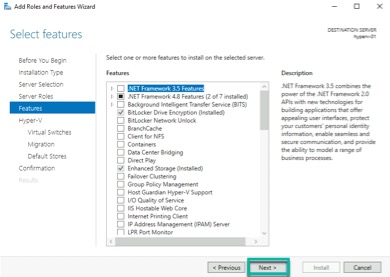 Add Roles and Features Wizard
Select features
DESTINATION SERVER
hyperv-01
Before You Begin
Installation Type
Server Selection
Server Roles
Features
Hyper-V
Virtual Switches
Migration
Default Stores
Confirmation
Results
Select one or more features to install on the selected server.
Features
.NET Framework 3.5 Features
.NET Framework 4.8 Features (2 of 7 installed)
Background Intelligent Transfer Service (BITS)
BitLocker Drive Encryption (Installed)
BitLocker Network Unlock
BranchCache
Client for NFS
Containers
Data Center Bridging
Direct Play
Enhanced Storage (Installed)
Failover Clustering
Group Policy Management
Host Guardian Hyper-V Support
I/O Quality of Service
IIS Hostable Web Core
Internet Printing Client
IP Address Management (IPAM) Server
LPR Port Monitor
Description
.NET Framework 3.5 combines the
power of the .NET Framework 2.0
APIs with new technologies for
building applications that offer
appealing user interfaces, protect
your customers' personal identity
information, enable seamless and
secure communication, and provide
the ability to model a range of
business processes.
< Previous
Next >
Install
Cancel